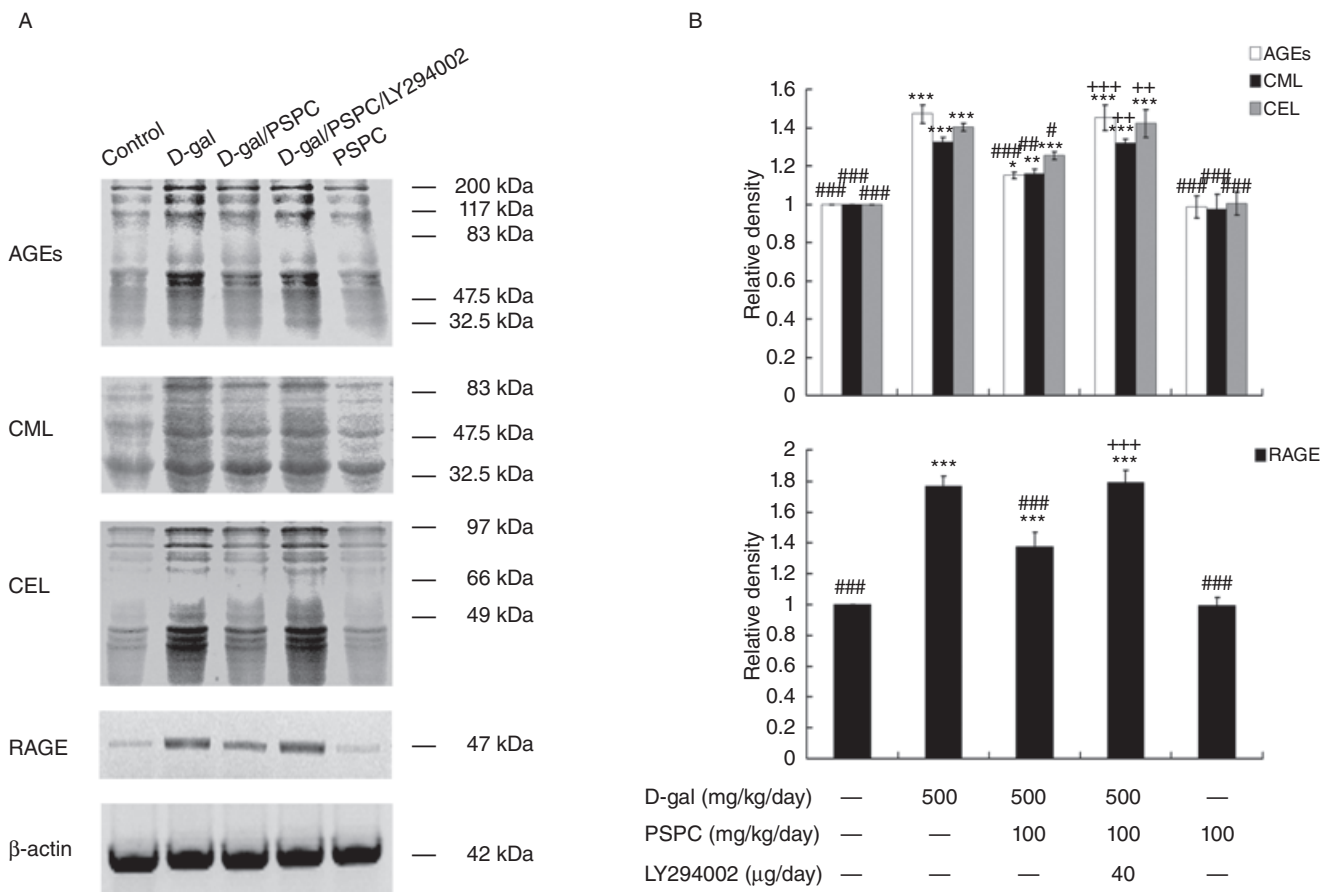 A
Control
D-gal
D-gal/PSPC
D-gal/PSPC/LY294002
PSPC
AGEs
200 kDa
117 kDa
83 kDa
47.5 kDa
32.5 kDa
CML
83 kDa
47.5 kDa
32.5 kDa
CEL
97 kDa
66 kDa
49 kDa
RAGE
47 kDa
β-actin
42 kDa
B
AGEs
CML
CEL
Relative density
1.6
1.4
1.2
1
0.8
0.6
0.4
0.2
0
### ### ###
*** *** ***
### ## #
* ** ***
+++ ++ ++
*** *** ***
### ### ###
RAGE
Relative density
2
1.8
1.6
1.4
1.2
1
0.8
0.6
0.4
0.2
0
###
***
###
***
+++
***
###
D-gal (mg/kg/day) — 500 500 500 —
PSPC (mg/kg/day) — — 100 100 100
LY294002 (μg/day) — — — 40 —